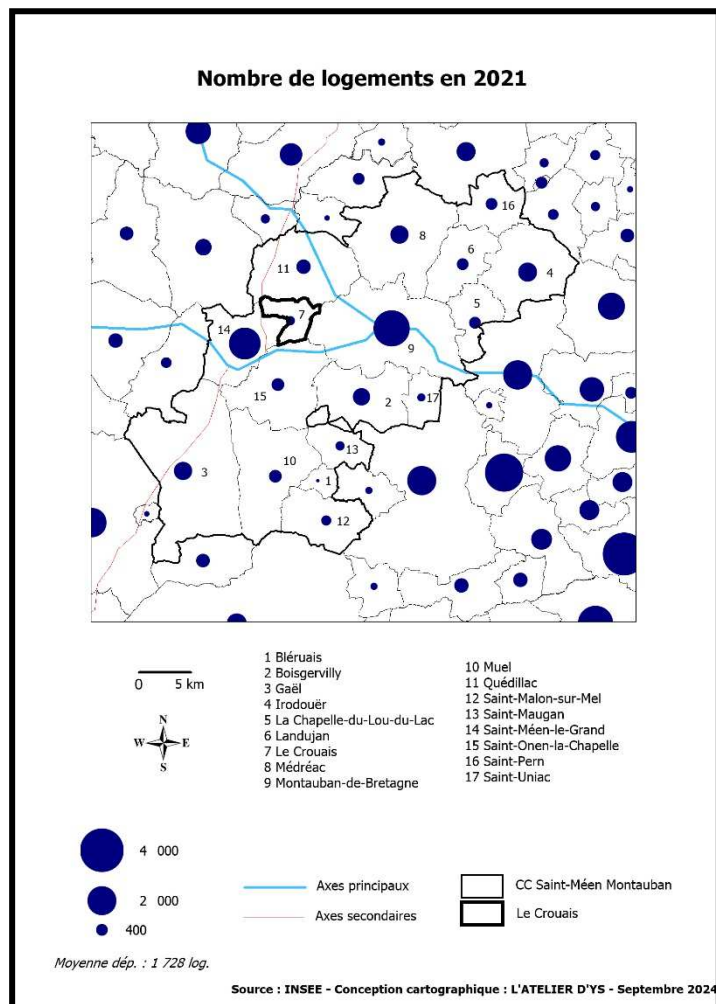 Nombre de logements en 2021
16
8
6
4
11
5
7
14
9
15
2
17
13
3
10
1
12
0 5 km
N
W E
S
1 Bléruais
2 Boisgervilly
3 Gaël
4 Irodouër
5 La Chapelle-du-Lou-du-Lac
6 Landujan
7 Le Crouais
8 Médréac
9 Montauban-de-Bretagne
10 Muel
11 Quédillac
12 Saint-Malon-sur-Mel
13 Saint-Maugan
14 Saint-Méen-le-Grand
15 Saint-Onen-la-Chapelle
16 Saint-Pern
17 Saint-Uniac
4 000
2 000
400
Axes principaux
Axes secondaires
CC Saint-Méen Montauban
Le Crouais
Moyenne dép. : 1 728 log.
Source : INSEE - Conception cartographique : L'ATELIER D'YS - Septembre 2024